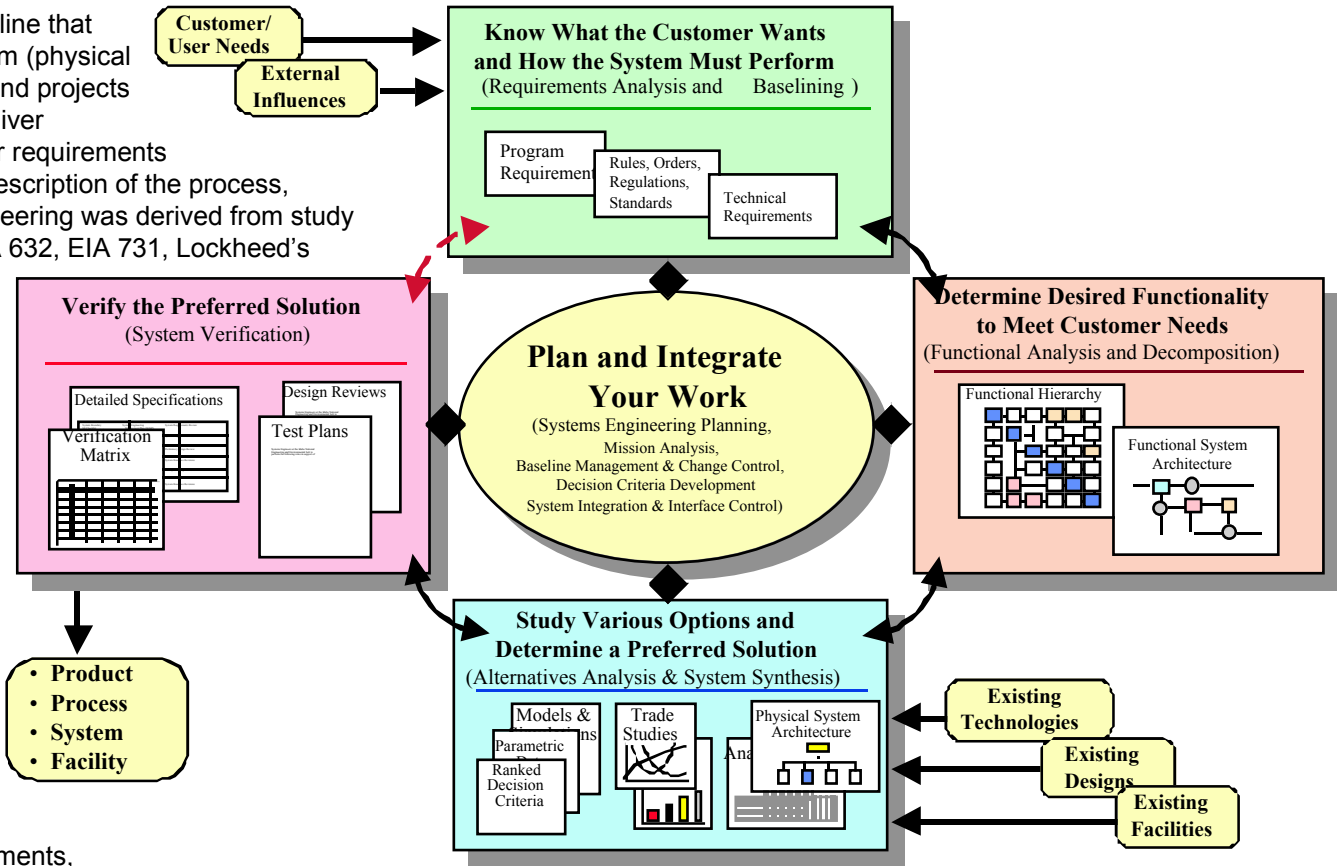 line that
m (physical
nd projects
iver
r requirements
escription of the process,
eering was derived from study
632, EIA 731, Lockheed's
Customer/
User Needs
External
Influences
Know What the Customer Wants
and How the System Must Perform
(Requirements Analysis and Baselining )
Program
Requirement
Rules, Orders,
Regulations,
Standards
Technical
Requirements
Verify the Preferred Solution
(System Verification)
Detailed Specifications
Verification
Matrix
Design Reviews
Test Plans
Plan and Integrate
Your Work
(Systems Engineering Planning,
Mission Analysis,
Baseline Management & Change Control,
Decision Criteria Development
System Integration & Interface Control)
Determine Desired Functionality
to Meet Customer Needs
(Functional Analysis and Decomposition)
Functional Hierarchy
Functional System
Architecture
Study Various Options and
Determine a Preferred Solution
(Alternatives Analysis & System Synthesis)
Models &
Parametric
Ranked
Decision
Criteria
Trade
Studies
Ana
Physical System
Architecture
• Product
• Process
• System
• Facility
Existing
Technologies
Existing
Designs
Existing
Facilities
ments,